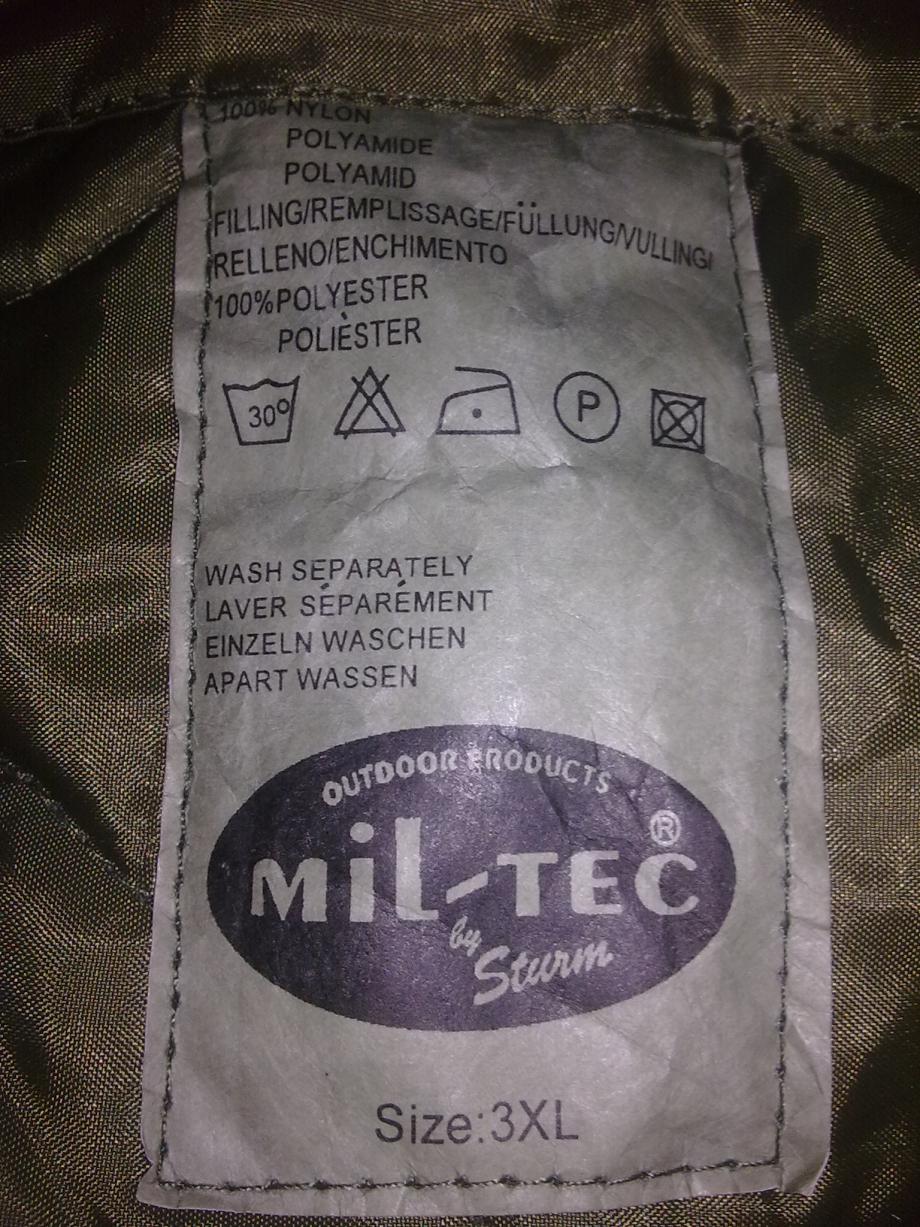 100% NYLON
POLYAMIDE
POLYAMID
FILLING/REMPLISSAGE/FÜLLUNG/VULLING/
RELLENO/ENCHIMENTO
100%POLYESTER
POLIÈSTER
30°
P
WASH SEPARATELY
LAVER SÉPARÉMENT
EINZELN WASCHEN
APART WASSEN
OUTDOOR PRODUCTS
MiL-TEC®
by Sturm
Size:3XL